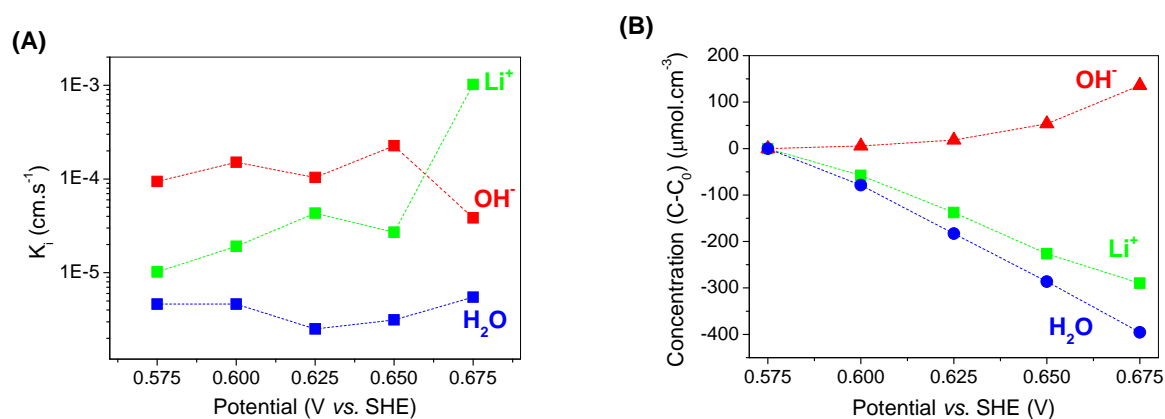 (A)
1E-3
1E-4
1E-5
K_i (cm.s⁻¹)
Li⁺
OH⁻
H₂O
0.575 0.600 0.625 0.650 0.675
Potential (V vs. SHE)
(B)
200
100
0
-100
-200
-300
-400
Concentration (C-C₀) (μmol.cm⁻³)
OH⁻
Li⁺
H₂O
0.575 0.600 0.625 0.650 0.675
Potential vs. SHE (V)